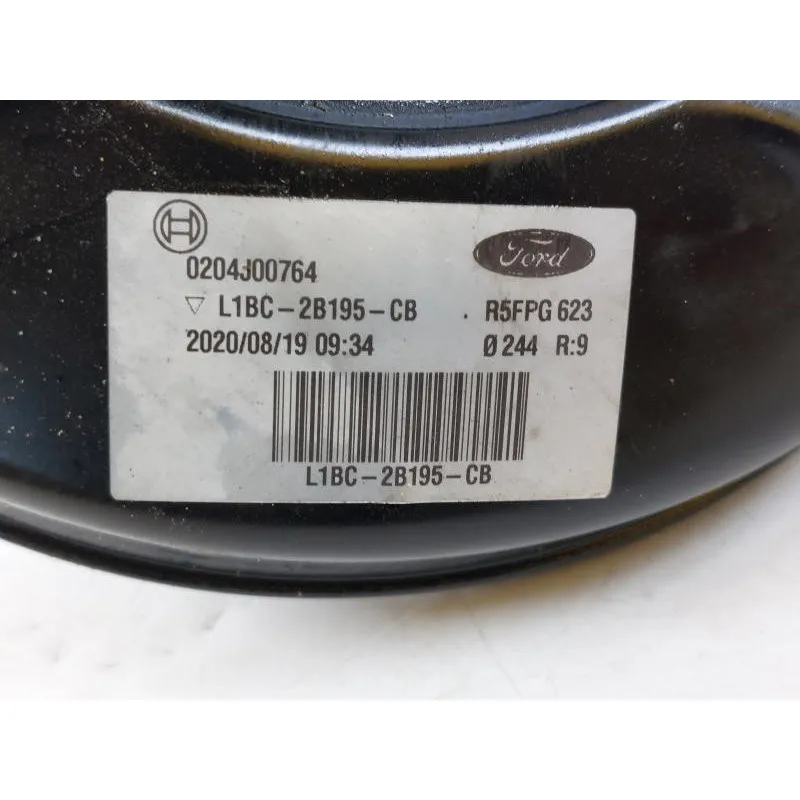 Ford
0204J00764
▽ L1BC-2B195-CB . R5FPG 623
2020/08/19 09:34 Ø 244 R:9
L1BC-2B195-CB